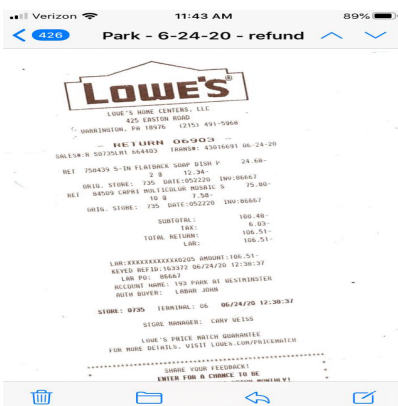 Verizon 11:43 AM 89%
426 Park - 6-24-20 - refund
LOWE'S
LOWE'S HOME CENTERS, LLC
425 EASTON ROAD
WARRINGTON, PA 18976 (215) 491-5960
- RETURN 06903 -
SALES#: TRANS#: 43016691 06-24-20
RET 758439 5-IN FLATBACK SOAP DISH P 24.68-
2 @ 12.34-
ORIG. STORE: 735 DATE:052220 INV:86667
RET 84509 CAPRI MULTICOLOR MOSAIC S 75.80-
10 @ 7.58-
ORIG. STORE: 735 DATE:052220 INV:86667
SUBTOTAL: 100.48-
TAX: 6.03-
TOTAL RETURN: 106.51-
LAR: 106.51-
LAR:XXXXXXXXXXXX0205 AMOUNT:106.51-
KEYED REFID:163372 06/24/20 12:38:37
LAR PO: 86667
ACCOUNT NAME: 193 PARK AT WESTMINSTER
AUTH BUYER: LABAR JOHN
STORE: 0735 TERMINAL: 06 06/24/20 12:38:37
STORE MANAGER: CARY WEISS
LOWE'S PRICE MATCH GUARANTEE
FOR MORE DETAILS, VISIT LOWES.COM/PRICEMATCH
SHARE YOUR FEEDBACK!
ENTER FOR A CHANCE TO BE
MONTHLY!